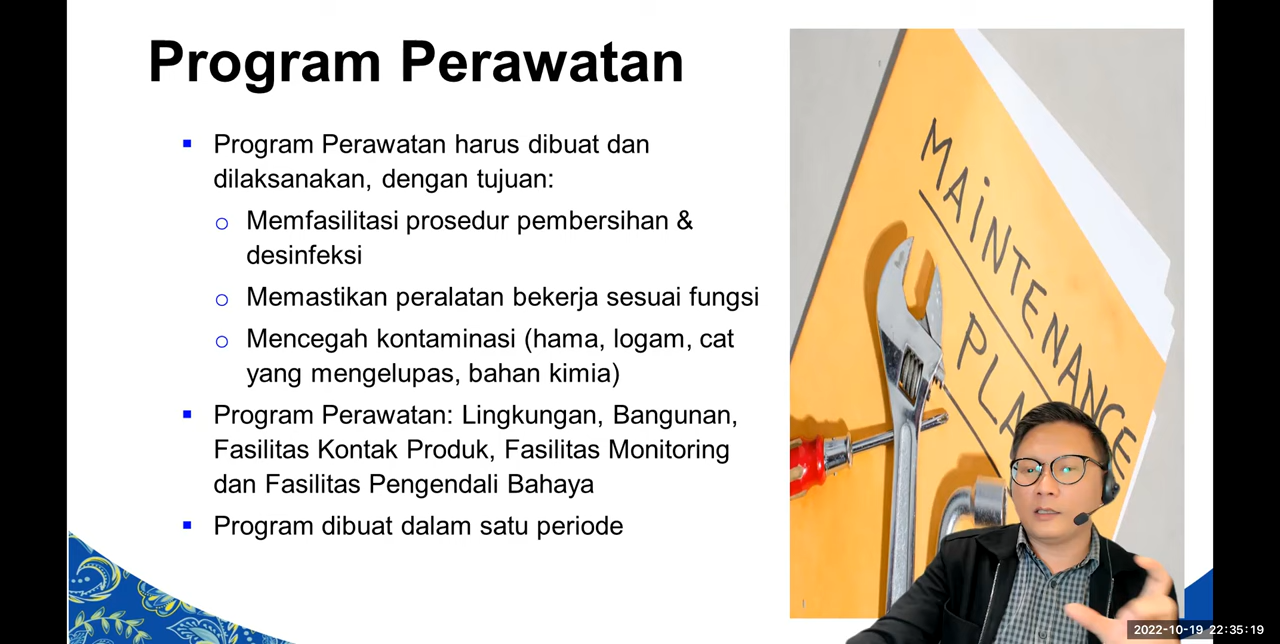 Program Perawatan
▪ Program Perawatan harus dibuat dan
dilaksanakan, dengan tujuan:
o Memfasilitasi prosedur pembersihan &
desinfeksi
o Memastikan peralatan bekerja sesuai fungsi
o Mencegah kontaminasi (hama, logam, cat
yang mengelupas, bahan kimia)
▪ Program Perawatan: Lingkungan, Bangunan,
Fasilitas Kontak Produk, Fasilitas Monitoring
dan Fasilitas Pengendali Bahaya
▪ Program dibuat dalam satu periode
MAiNTENANCE
PLA
2022-10-19 22:35:19